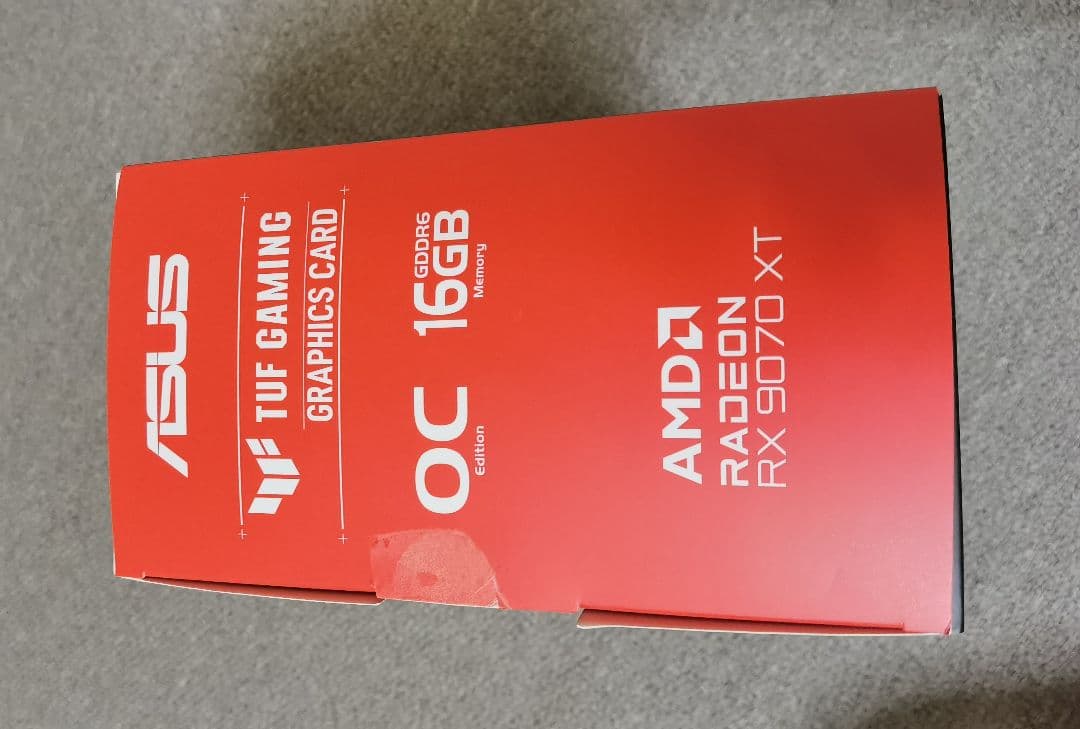 ASUS
TUF GAMING
GRAPHICS CARD
OC Edition
16GB GDDR6 Memory
AMD
RADEON
RX 9070 XT